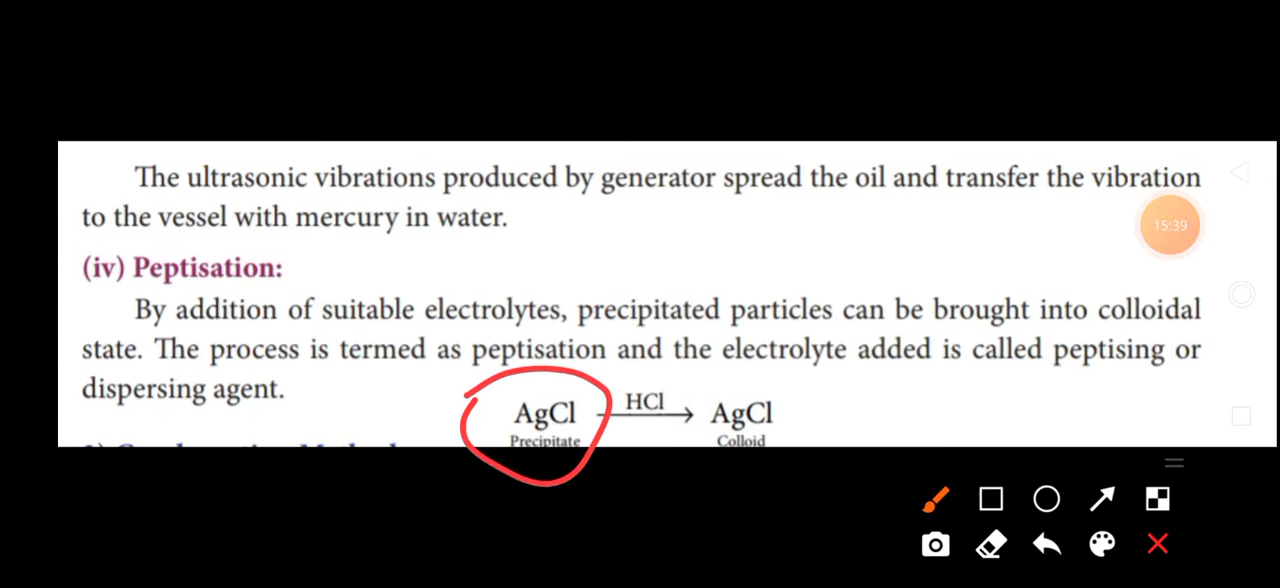 The ultrasonic vibrations produced by generator spread the oil and transfer the vibration
to the vessel with mercury in water.
15:39
(iv) Peptisation:
By addition of suitable electrolytes, precipitated particles can be brought into colloidal
state. The process is termed as peptisation and the electrolyte added is called peptising or
dispersing agent.
AgCl HCl → AgCl
Precipitate Colloid